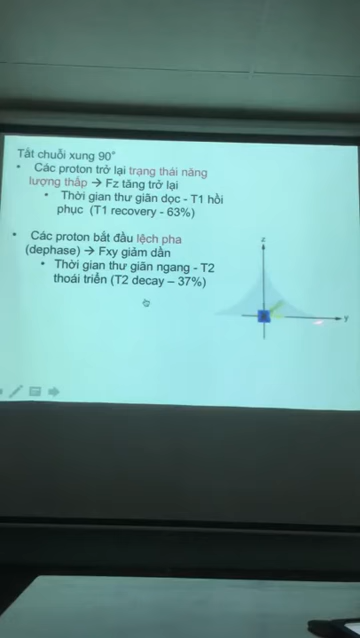 Tắt chuỗi xung 90°
• Các proton trở lại trạng thái năng
lượng thấp → Fz tăng trở lại
• Thời gian thư giãn dọc - T1 hồi
phục (T1 recovery - 63%)
• Các proton bắt đầu lệch pha
(dephase) → Fxy giảm dần
• Thời gian thư giãn ngang - T2
thoái triển (T2 decay – 37%)
z
Y